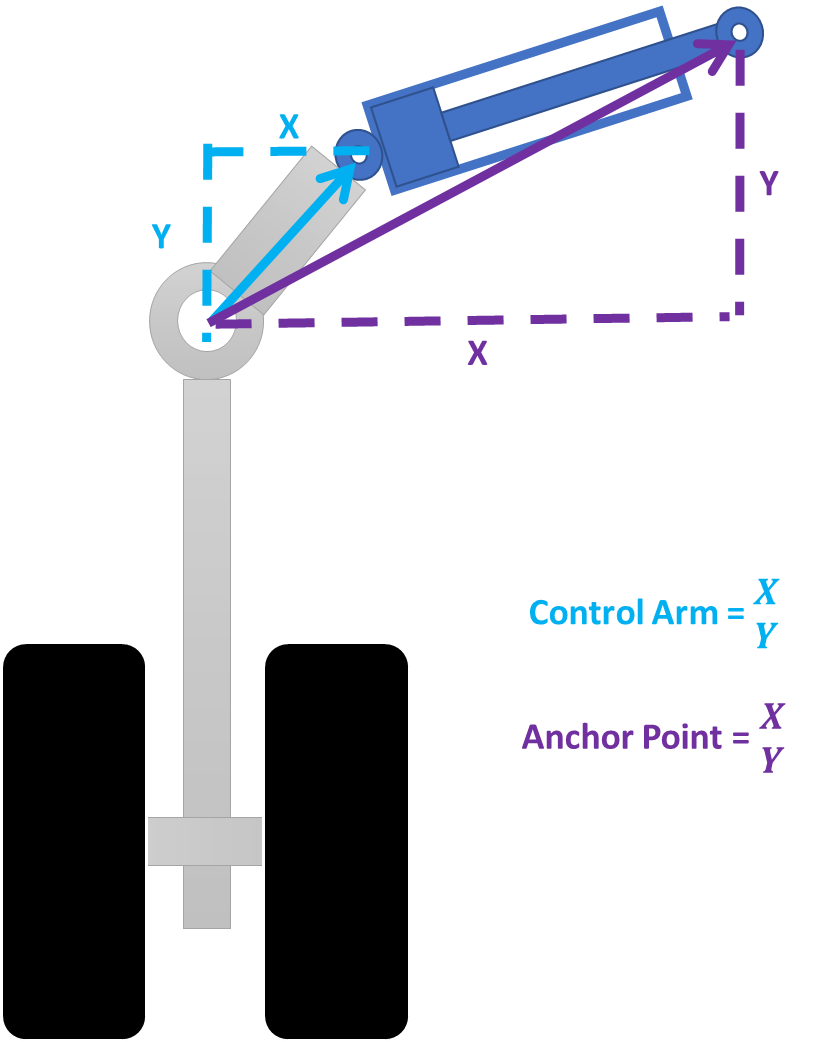 X
Y
Y
X
Control Arm = X
Y
Anchor Point = X
Y